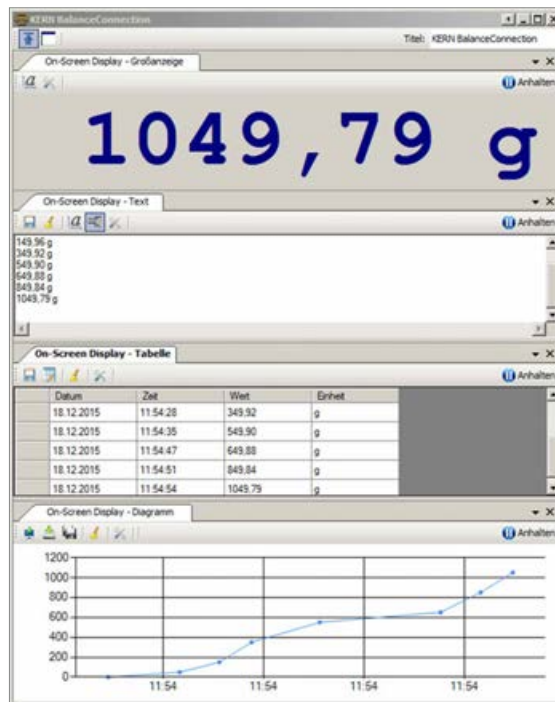 KERN BalanceConnection
Titel: KERN BalanceConnection
On-Screen Display - Großanzeige
Anhalten
1049,79 g
On-Screen Display - Text
Anhalten
149,96 g
349,92 g
549,90 g
649,88 g
849,84 g
1049,79 g
On-Screen Display - Tabelle
Anhalten
Datum Zeit Wert Einheit
18.12.2015 11:54:28 349,92 g
18.12.2015 11:54:35 549,90 g
18.12.2015 11:54:47 649,88 g
18.12.2015 11:54:51 849,84 g
18.12.2015 11:54:54 1049,79 g
On-Screen Display - Diagramm
Anhalten
1200
1000
800
600
400
200
0
11:54 11:54 11:54 11:54